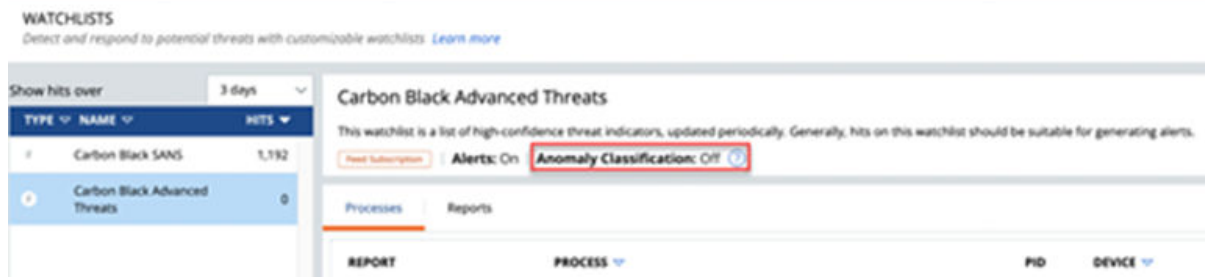 WATCHLISTS
Detect and respond to potential threats with customizable watchlists Learn more
Show hits over 3 days
TYPE NAME HITS
Carbon Black SANS 1,192
Carbon Black Advanced Threats 0
Carbon Black Advanced Threats
This watchlist is a list of high-confidence threat indicators, updated periodically. Generally, hits on this watchlist should be suitable for generating alerts.
Feed Subscription Alerts: On Anomaly Classification: Off ?
Processes Reports
REPORT PROCESS PID DEVICE